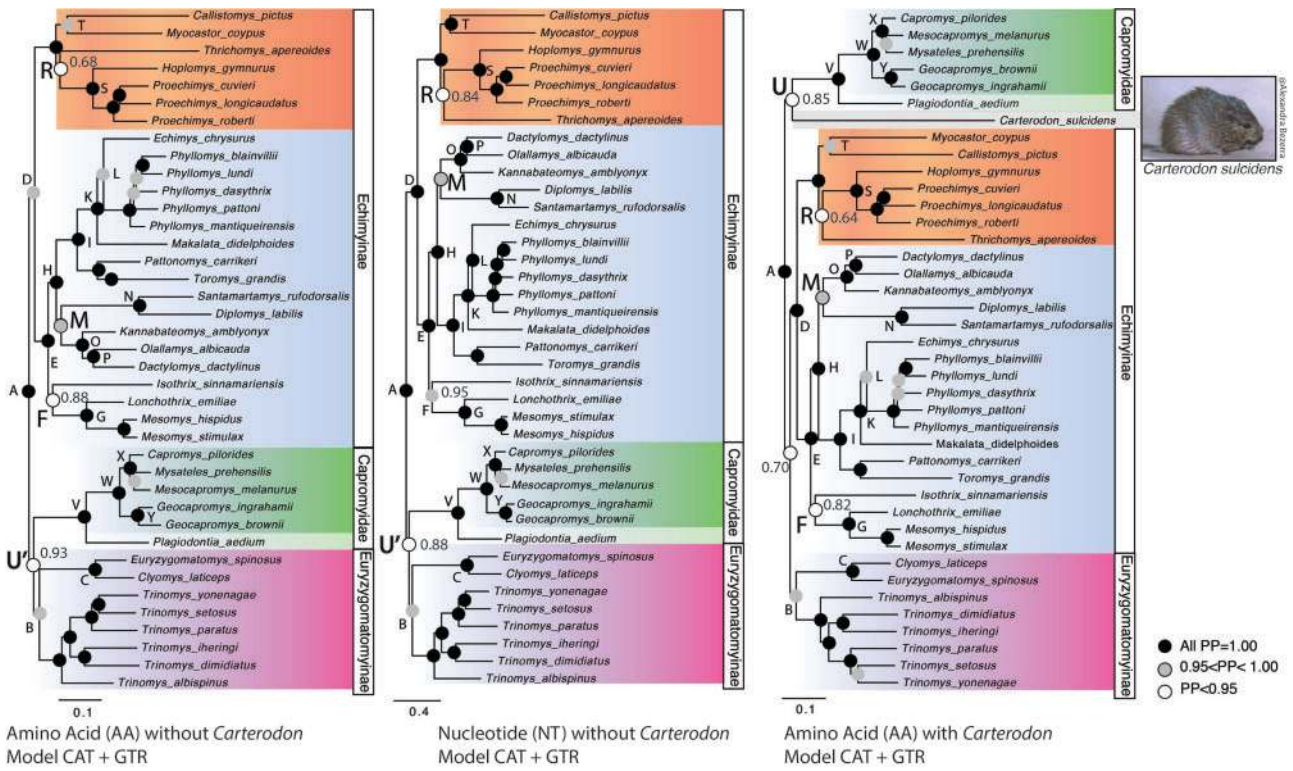 Callistomys_pictus
T
Myocastor_coypus
Thrichomys_apereoides
R
0.68
Hoplomys_gymnurus
S
Proechimys_cuvieri
Proechimys_longicaudatus
Proechimys_roberti
Echimys_chrysurus
Phyllomys_blainvillii
L
Phyllomys_lundi
D
Phyllomys_dasythrix
K
Phyllomys_pattoni
Phyllomys_mantiqueirensis
I
Makalata_didelphoides
Pattonomys_carrikeri
H
Toromys_grandis
N
Santamartamys_rufodorsalis
M
Diplomys_labilis
Kannabateomys_amblyonyx
O
Olallamys_albicauda
E
P
Dactylomys_dactylinus
A
Isothrix_sinnamariensis
0.88
F
Lonchothrix_emiliae
G
Mesomys_hispidus
Mesomys_stimulax
X
Capromys_pilorides
Mysateles_prehensilis
W
Mesocapromys_melanurus
V
Geocapromys_ingrahamii
Y
Geocapromys_brownii
Plagiodontia_aedium
U'
0.93
Euryzygomatomys_spinosus
C
Clyomys_laticeps
Trinomys_yonenagae
B
Trinomys_setosus
Trinomys_paratus
Trinomys_iheringi
Trinomys_dimidiatus
Trinomys_albispinus
Echimyinae
Capromyidae
Euryzygomatomyinae
0.1
Amino Acid (AA) without Carterodon
Model CAT + GTR
Callistomys_pictus
T
Myocastor_coypus
Hoplomys_gymnurus
S
Proechimys_cuvieri
Proechimys_longicaudatus
R
0.84
Proechimys_roberti
Thrichomys_apereoides
Dactylomys_dactylinus
O
P
Olallamys_albicauda
Kannabateomys_amblyonyx
D
M
Diplomys_labilis
N
Santamartamys_rufodorsalis
Echimys_chrysurus
Phyllomys_blainvillii
H
L
Phyllomys_lundi
Phyllomys_dasythrix
Phyllomys_pattoni
K
Phyllomys_mantiqueirensis
E
I
Makalata_didelphoides
Pattonomys_carrikeri
Toromys_grandis
A
Isothrix_sinnamariensis
0.95
F
Lonchothrix_emiliae
G
Mesomys_stimulax
Mesomys_hispidus
X
Capromys_pilorides
Mysateles_prehensilis
W
Mesocapromys_melanurus
V
Y
Geocapromys_ingrahamii
Geocapromys_brownii
Plagiodontia_aedium
U'
0.88
Euryzygomatomys_spinosus
C
Clyomys_laticeps
Trinomys_yonenagae
B
Trinomys_setosus
Trinomys_paratus
Trinomys_iheringi
Trinomys_dimidiatus
Trinomys_albispinus
Echimyinae
Capromyidae
Euryzygomatomyinae
0.4
Nucleotide (NT) without Carterodon
Model CAT + GTR
X
Capromys_pilorides
Mesocapromys_melanurus
W
Mysateles_prehensilis
V
Y
Geocapromys_brownii
U
Geocapromys_ingrahamii
0.85
Plagiodontia_aedium
Carterodon_sulcidens
Myocastor_coypus
T
Callistomys_pictus
Hoplomys_gymnurus
S
Proechimys_cuvieri
Proechimys_longicaudatus
R
0.64
Proechimys_roberti
Thrichomys_apereoides
P
Dactylomys_dactylinus
A
O
Olallamys_albicauda
M
Kannabateomys_amblyonyx
Diplomys_labilis
D
N
Santamartamys_rufodorsalis
Echimys_chrysurus
H
Phyllomys_blainvillii
L
Phyllomys_lundi
Phyllomys_dasythrix
K
Phyllomys_pattoni
Phyllomys_mantiqueirensis
I
Makalata_didelphoides
0.70
E
Pattonomys_carrikeri
Toromys_grandis
Isothrix_sinnamariensis
0.82
F
Lonchothrix_emiliae
G
Mesomys_hispidus
Mesomys_stimulax
Clyomys_laticeps
C
Euryzygomatomys_spinosus
B
Trinomys_albispinus
Trinomys_dimidiatus
Trinomys_iheringi
Trinomys_paratus
Trinomys_setosus
Trinomys_yonenagae
Capromyidae
Echimyinae
Euryzygomatomyinae
0.1
Amino Acid (AA) with Carterodon
Model CAT + GTR
@Alexandra Bezerra
Carterodon sulcidens
All PP=1.00
0.95<PP< 1.00
PP<0.95